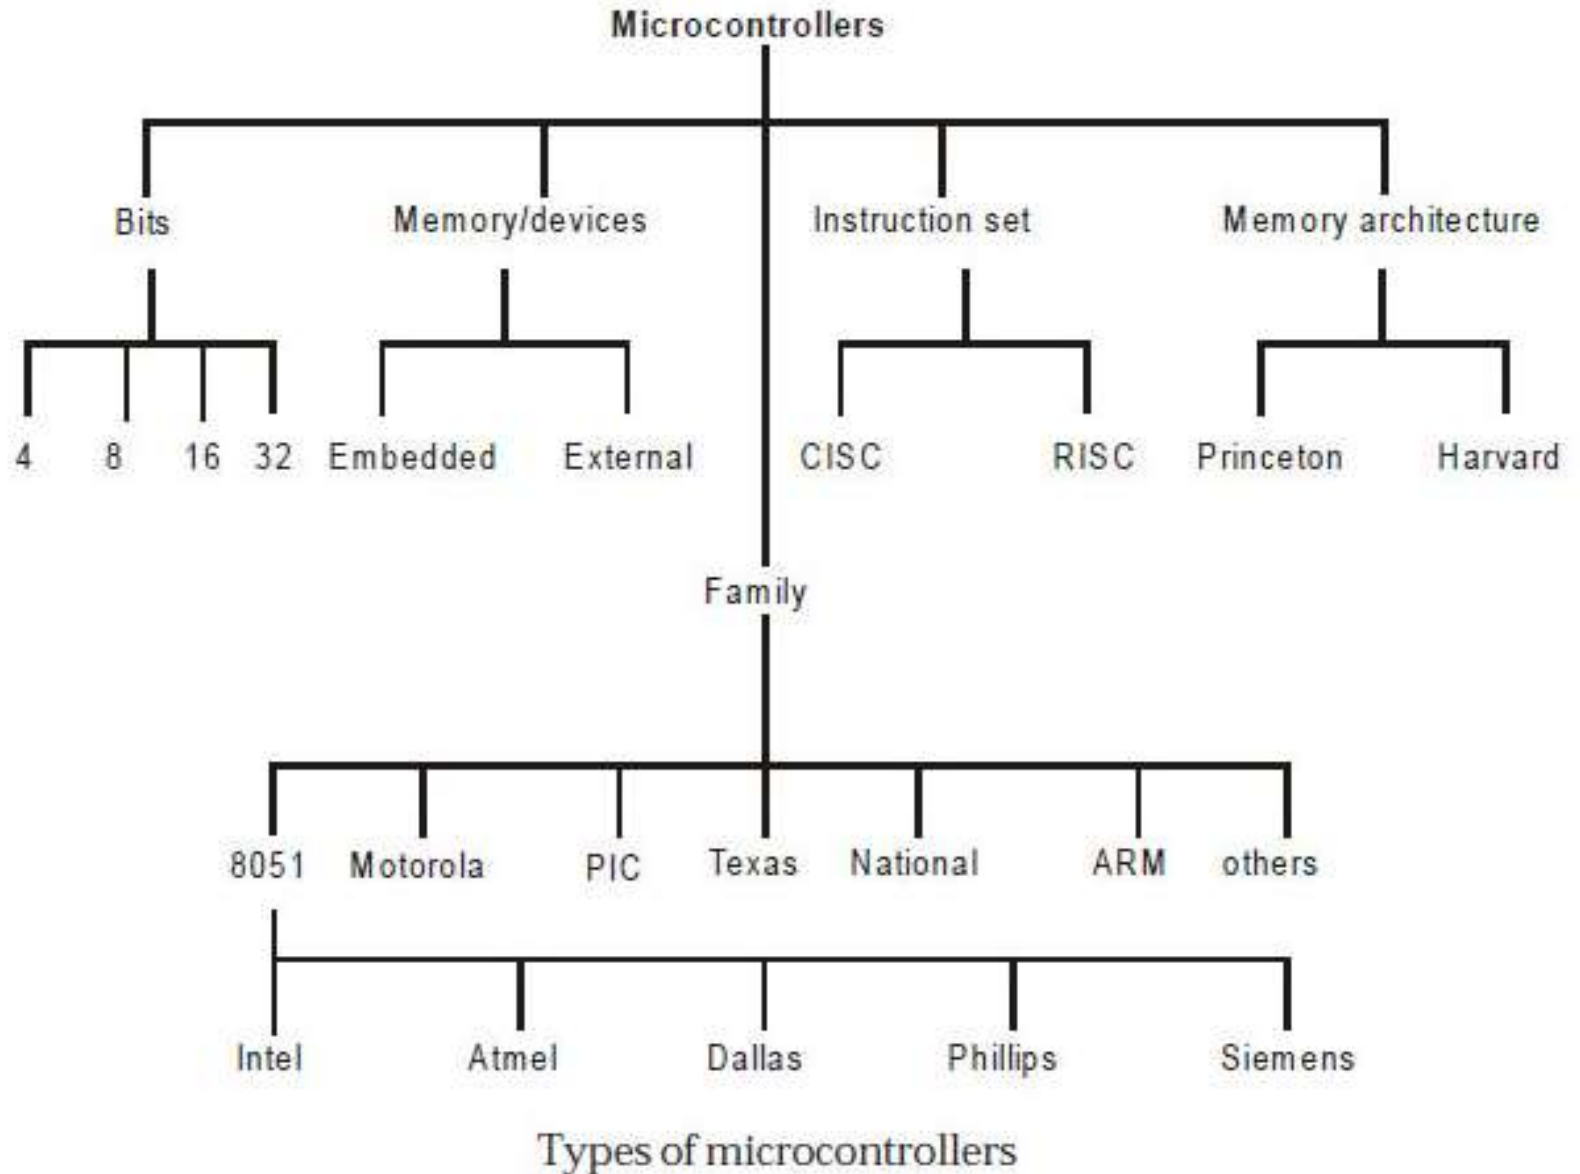 Microcontrollers
Bits Memory/devices Instruction set Memory architecture
4 8 16 32 Embedded External CISC RISC Princeton Harvard
Family
8051 Motorola PIC Texas National ARM others
Intel Atmel Dallas Phillips Siemens
Types of microcontrollers